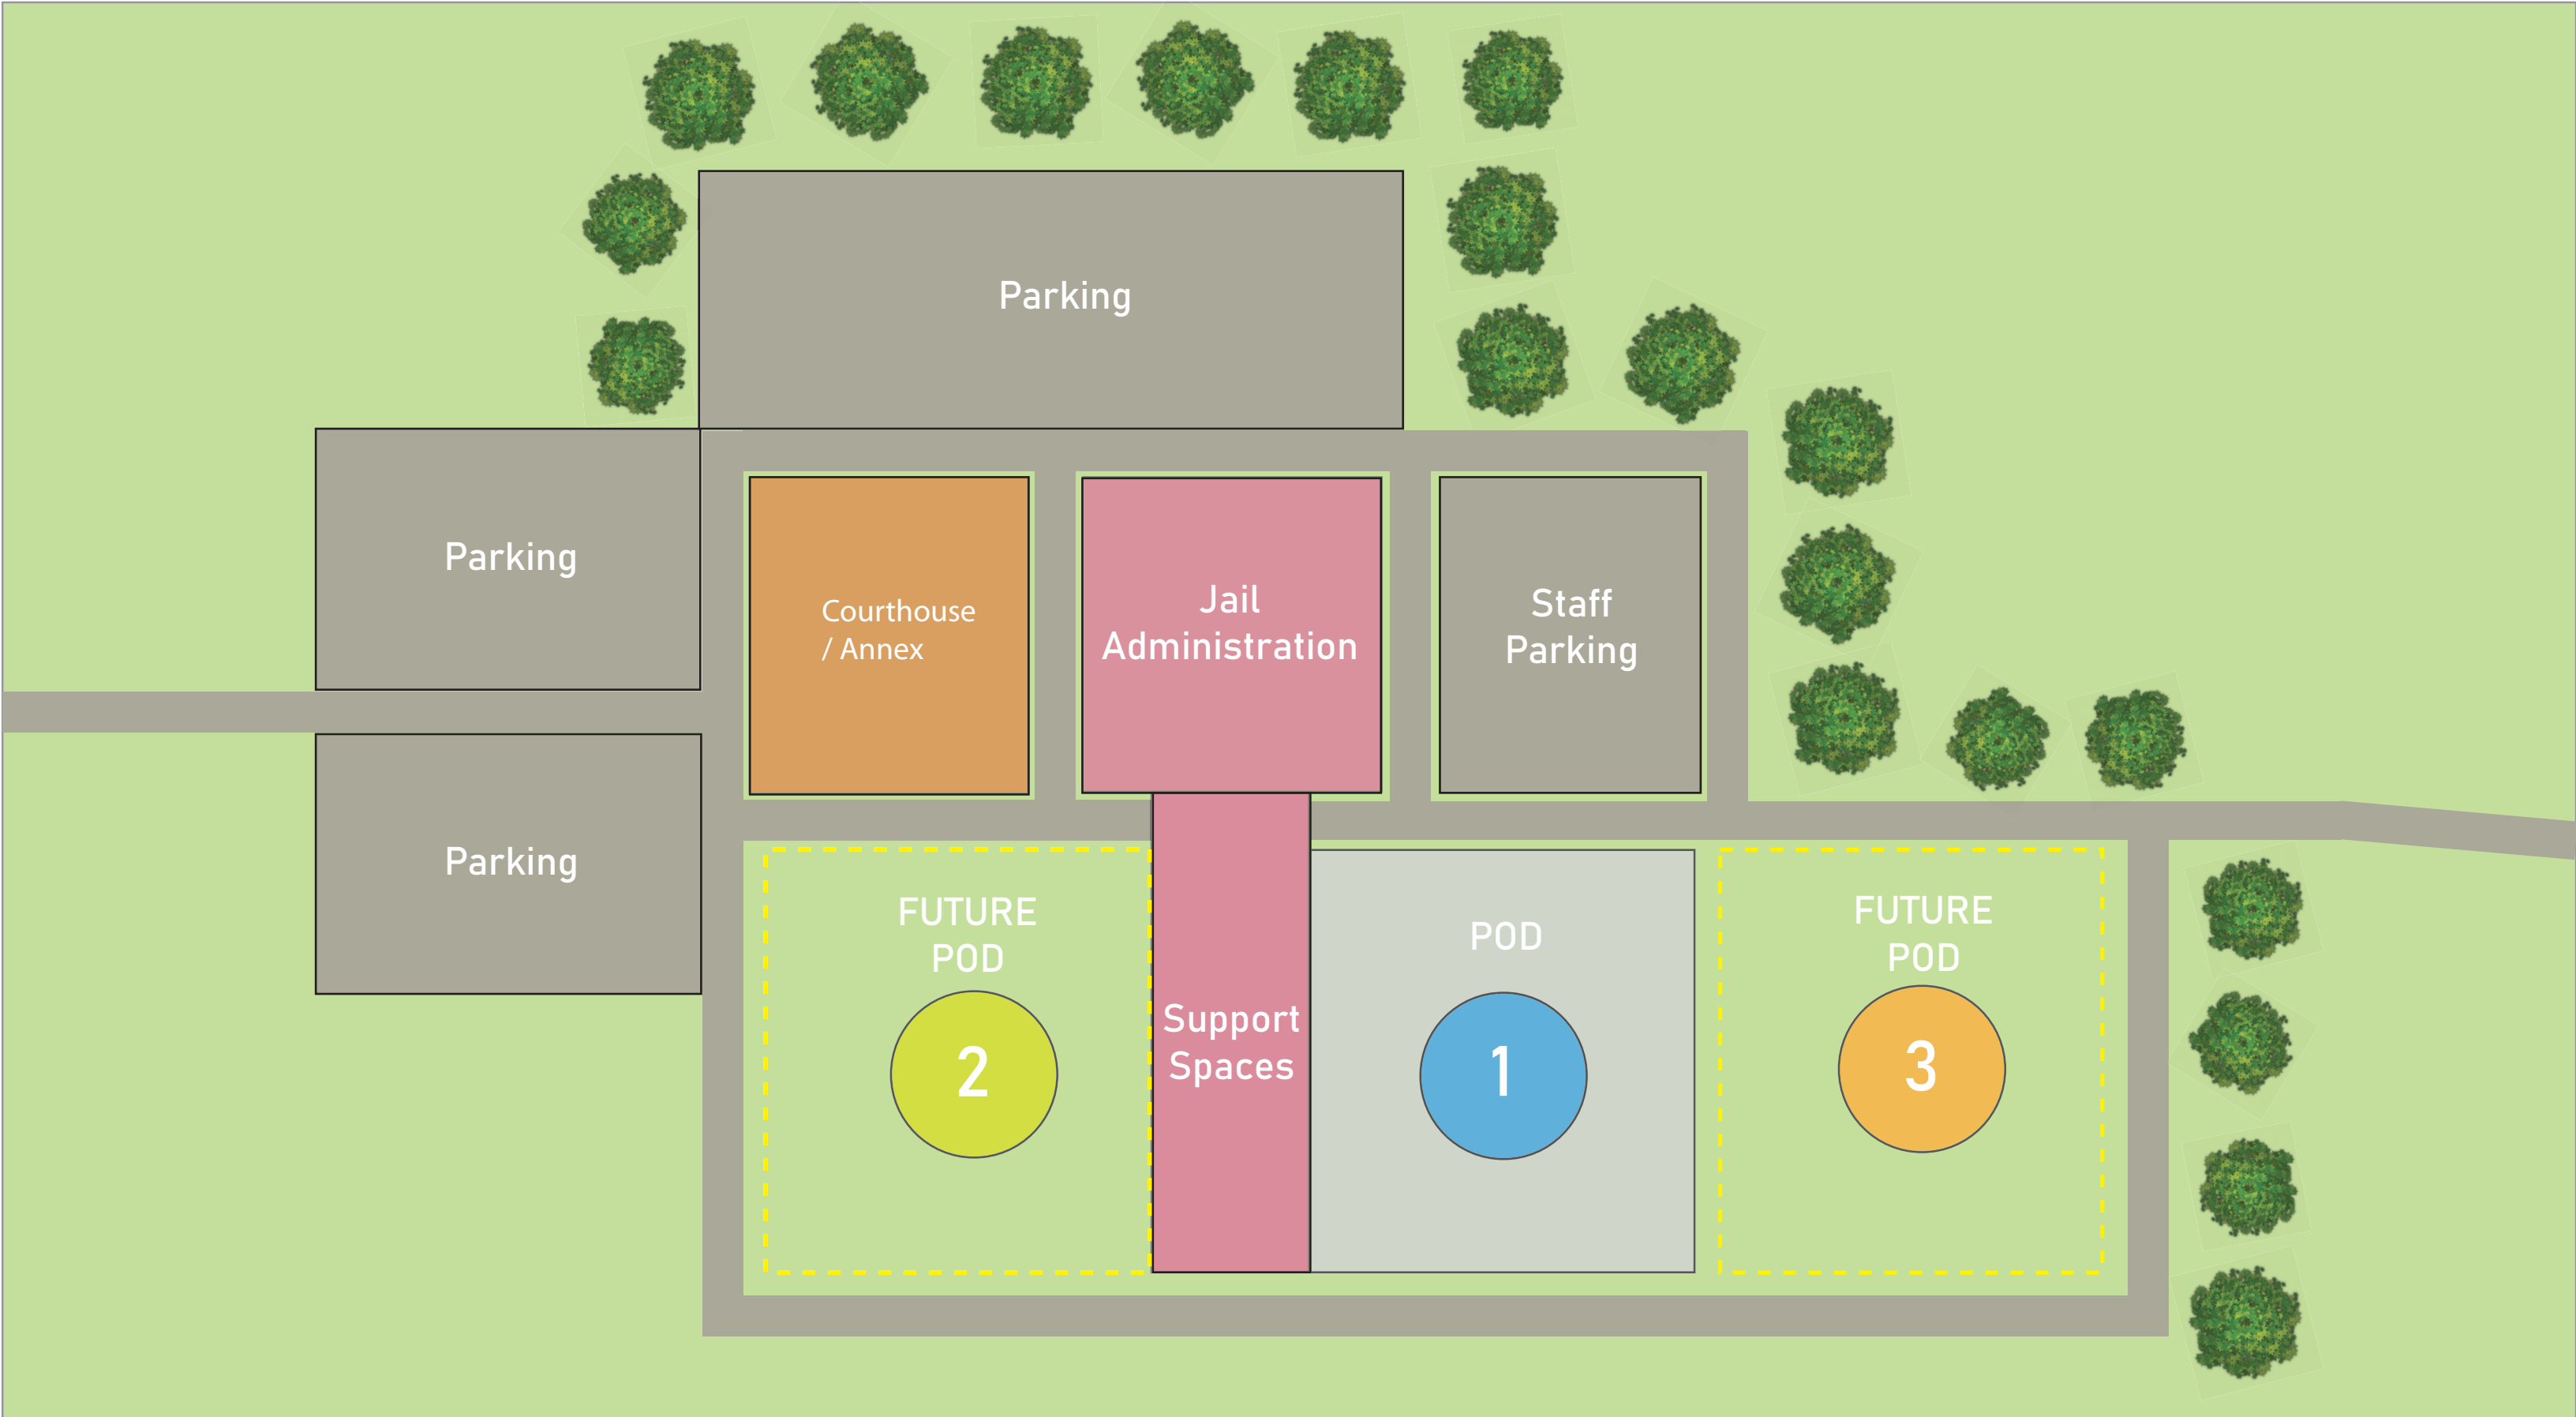 Parking
Parking
Courthouse
/ Annex
Jail
Administration
Staff
Parking
Parking
FUTURE
POD
2
Support
Spaces
POD
1
FUTURE
POD
3